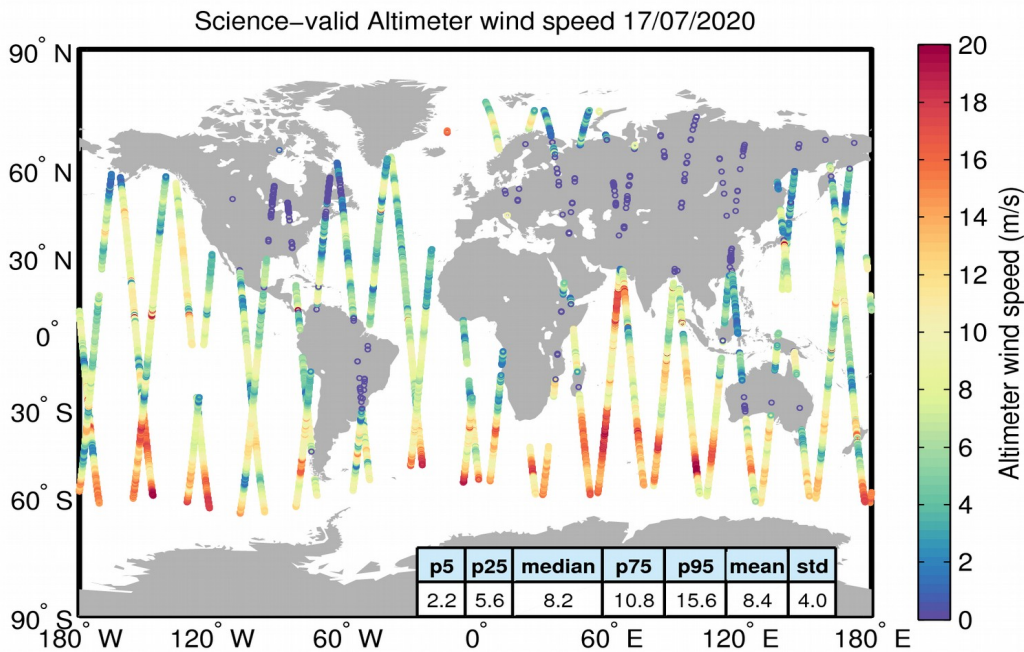 Science−valid Altimeter wind speed 17/07/2020
90° N
60° N
30° N
0°
30° S
60° S
90° S
180° W
120° W
60° W
0°
60° E
120° E
180° E
p5 p25 median p75 p95 mean std
2.2 5.6 8.2 10.8 15.6 8.4 4.0
20
18
16
14
12
10
8
6
4
2
0
Altimeter wind speed (m/s)